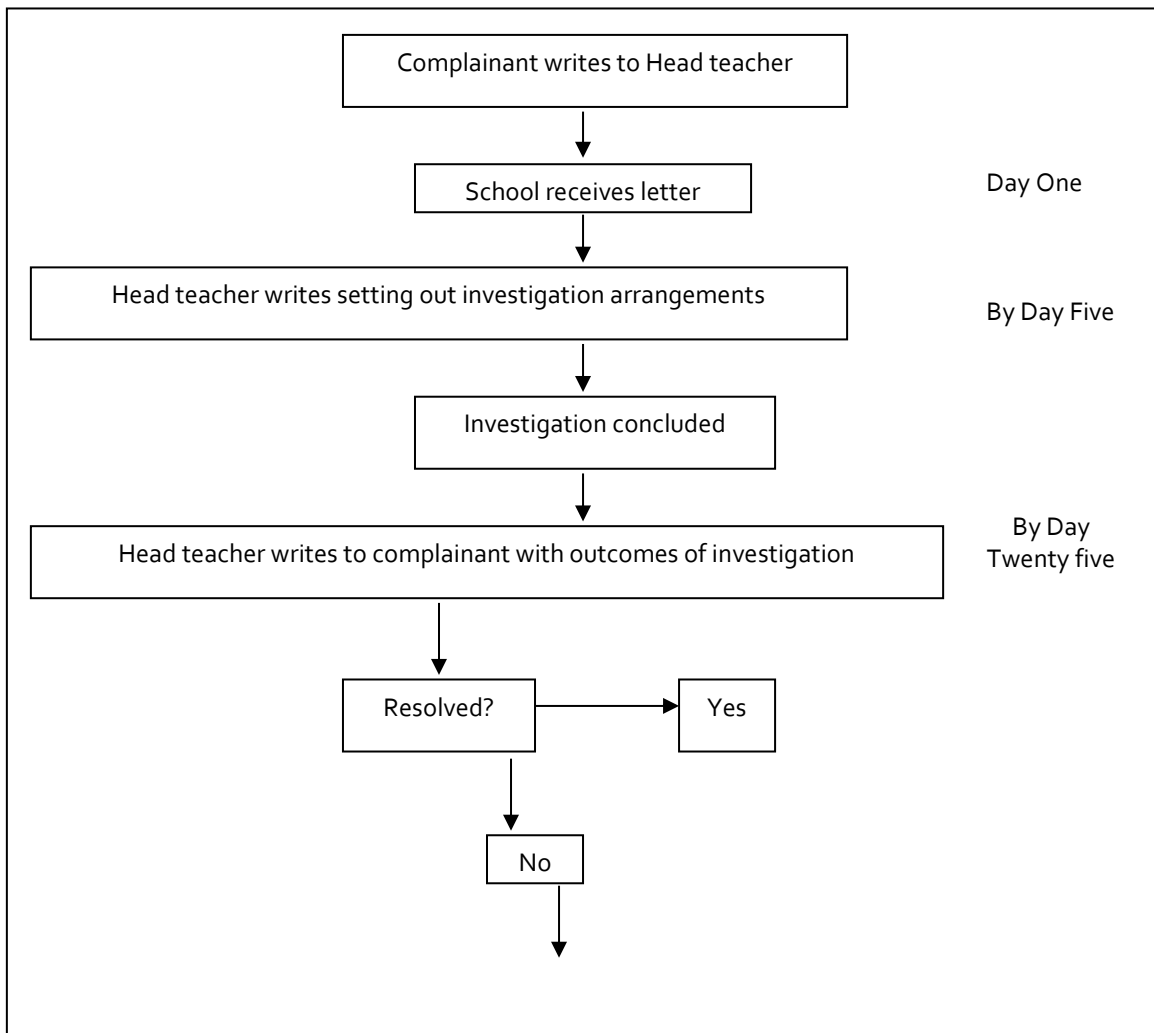 Complainant writes to Head teacher
School receives letter
Day One
Head teacher writes setting out investigation arrangements
By Day Five
Investigation concluded
Head teacher writes to complainant with outcomes of investigation
By Day
Twenty five
Resolved?
Yes
No